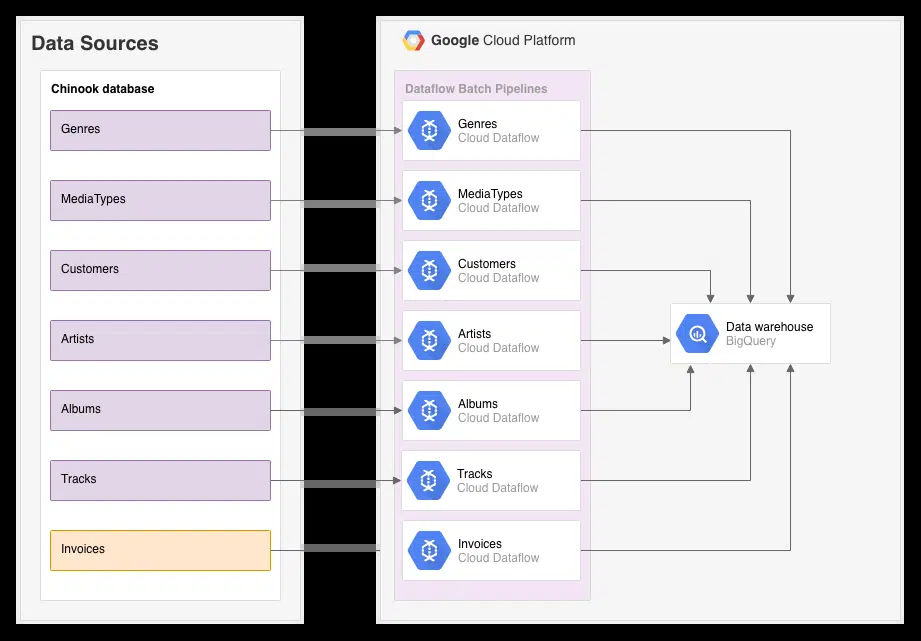 Data Sources
Chinook database
Genres
MediaTypes
Customers
Artists
Albums
Tracks
Invoices
Google Cloud Platform
Dataflow Batch Pipelines
Genres
Cloud Dataflow
MediaTypes
Cloud Dataflow
Customers
Cloud Dataflow
Artists
Cloud Dataflow
Albums
Cloud Dataflow
Tracks
Cloud Dataflow
Invoices
Cloud Dataflow
Data warehouse
BigQuery